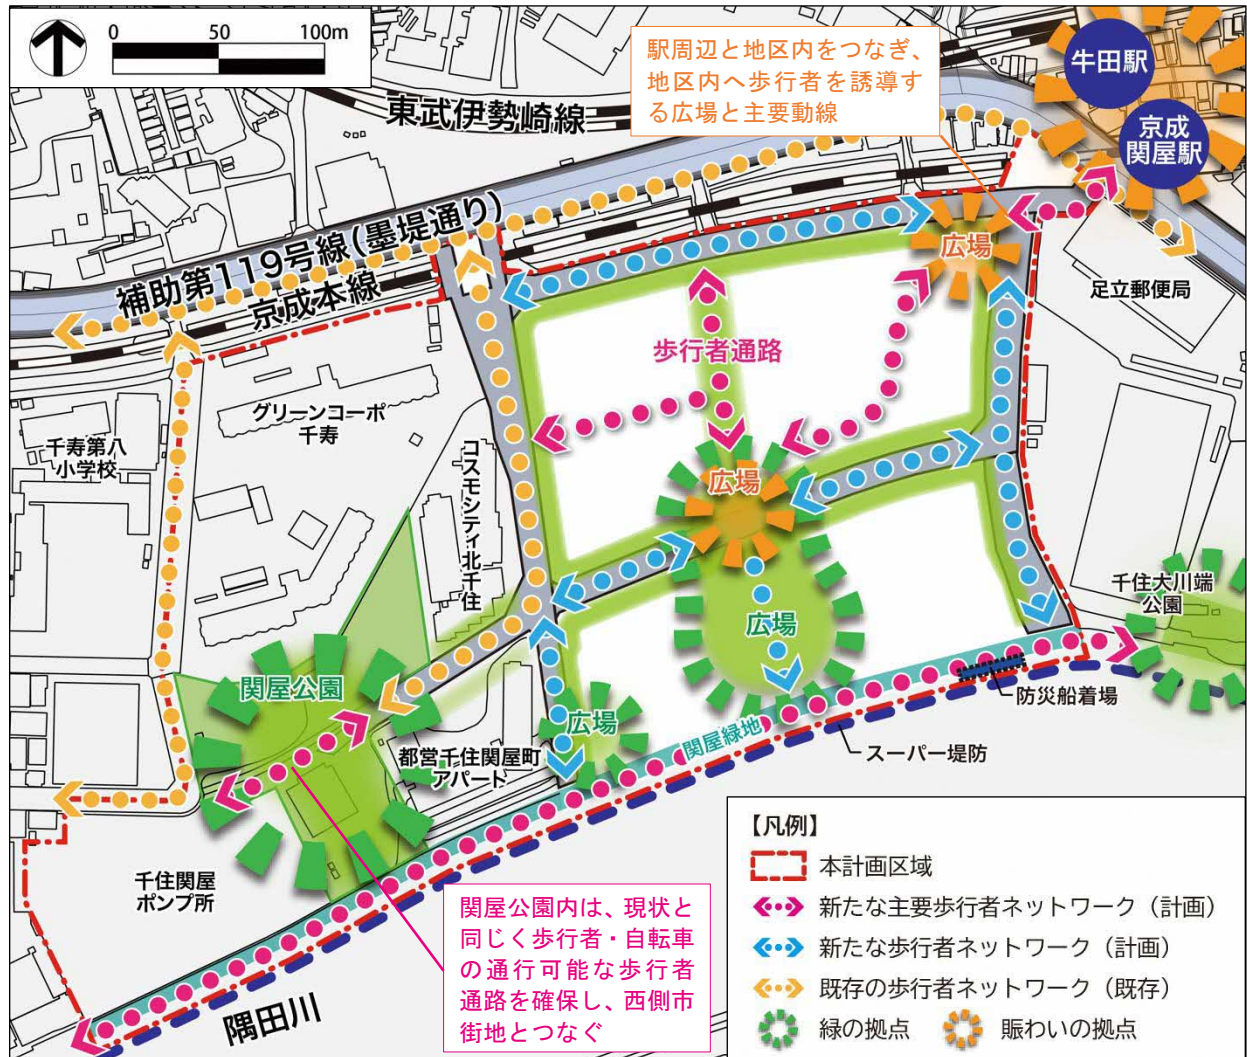 0 50 100m
駅周辺と地区内をつなぎ、
地区内へ歩行者を誘導す
る広場と主要動線
牛田駅
京成
関屋駅
東武伊勢崎線
補助第119号線(墨堤通り)
京成本線
広場
足立郵便局
歩行者通路
グリーンコーポ
千寿
千寿第八
小学校
コスモシティ北千住
広場
千住大川端
公園
広場
関屋公園
広場
防災船着場
関屋緑地
都営千住関屋町
アパート
スーパー堤防
千住関屋
ポンプ所
関屋公園内は、現状と
同じく歩行者・自転車
の通行可能な歩行者
通路を確保し、西側市
街地とつなぐ
隅田川
【凡例】
本計画区域
新たな主要歩行者ネットワーク（計画）
新たな歩行者ネットワーク（計画）
既存の歩行者ネットワーク（既存）
緑の拠点 賑わいの拠点